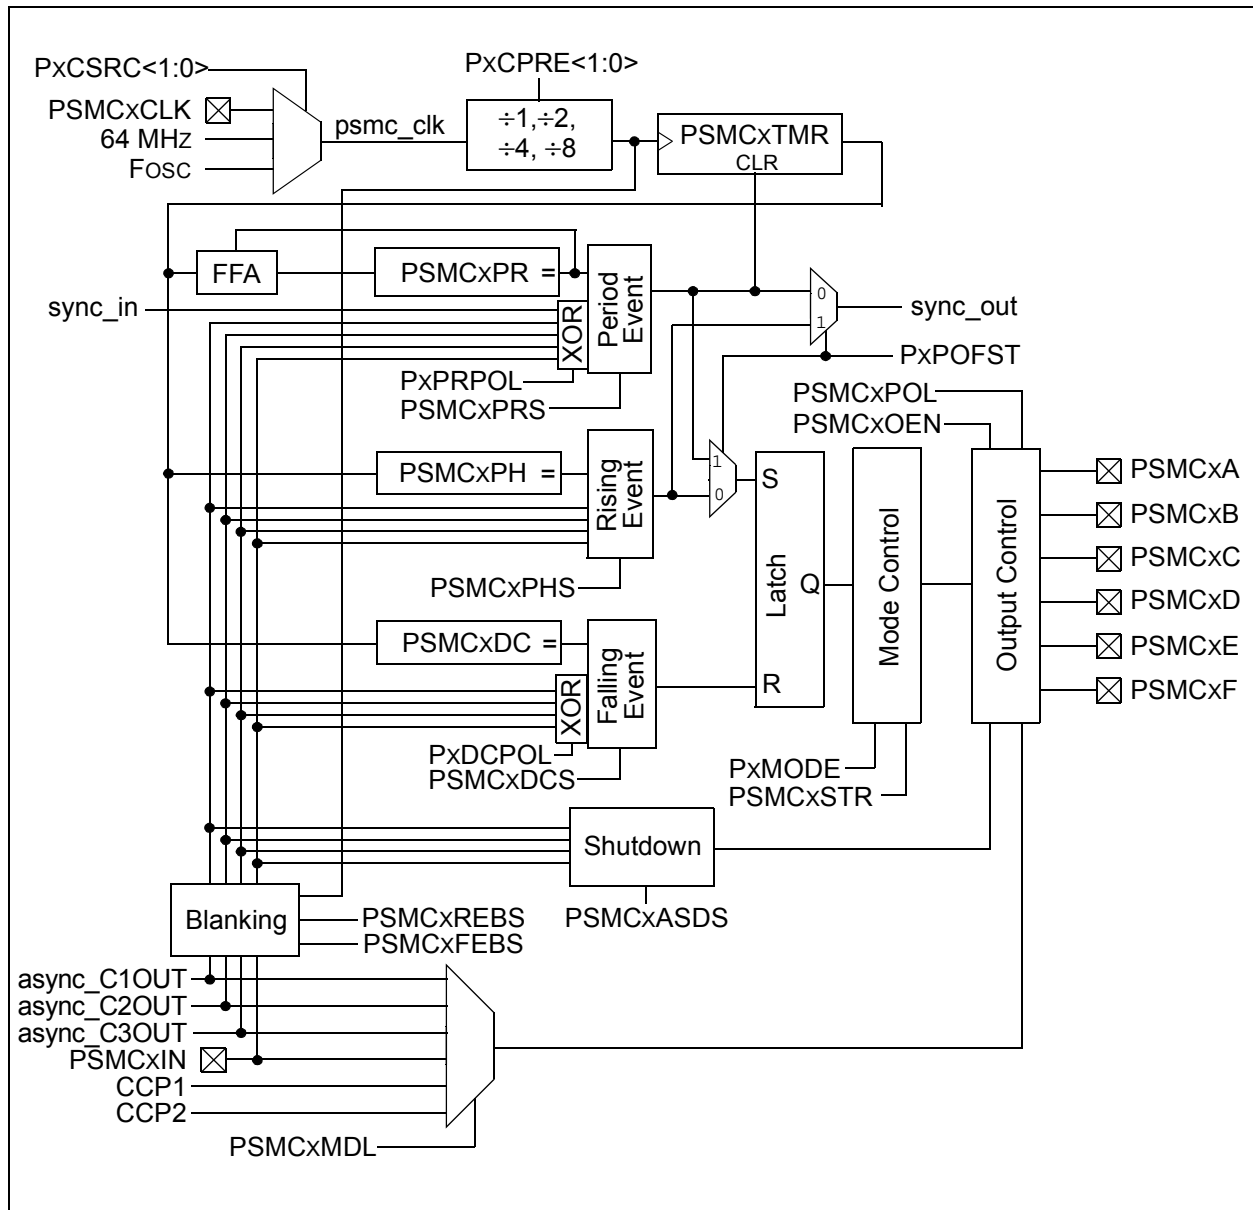 PxCSRC<1:0>
PxCPRE<1:0>
PSMCxCLK
64 MHz
FOSC
psmc_clk
÷1,÷2,
÷4, ÷8
PSMCxTMR
CLR
FFA
PSMCxPR =
Period
Event
XOR
sync_in
0
1
sync_out
PxPOFST
PxPRPOL
PSMCxPRS
PSMCxPOL
PSMCxOEN
PSMCxPH =
Rising
Event
1
0
PSMCxPHS
S
Latch
Q
R
Mode Control
Output Control
PSMCxA
PSMCxB
PSMCxC
PSMCxD
PSMCxE
PSMCxF
PSMCxDC =
Falling
Event
XOR
PxDCPOL
PSMCxDCS
PxMODE
PSMCxSTR
Shutdown
PSMCxASDS
Blanking
PSMCxREBS
PSMCxFEBS
async_C1OUT
async_C2OUT
async_C3OUT
PSMCxIN
CCP1
CCP2
PSMCxMDL